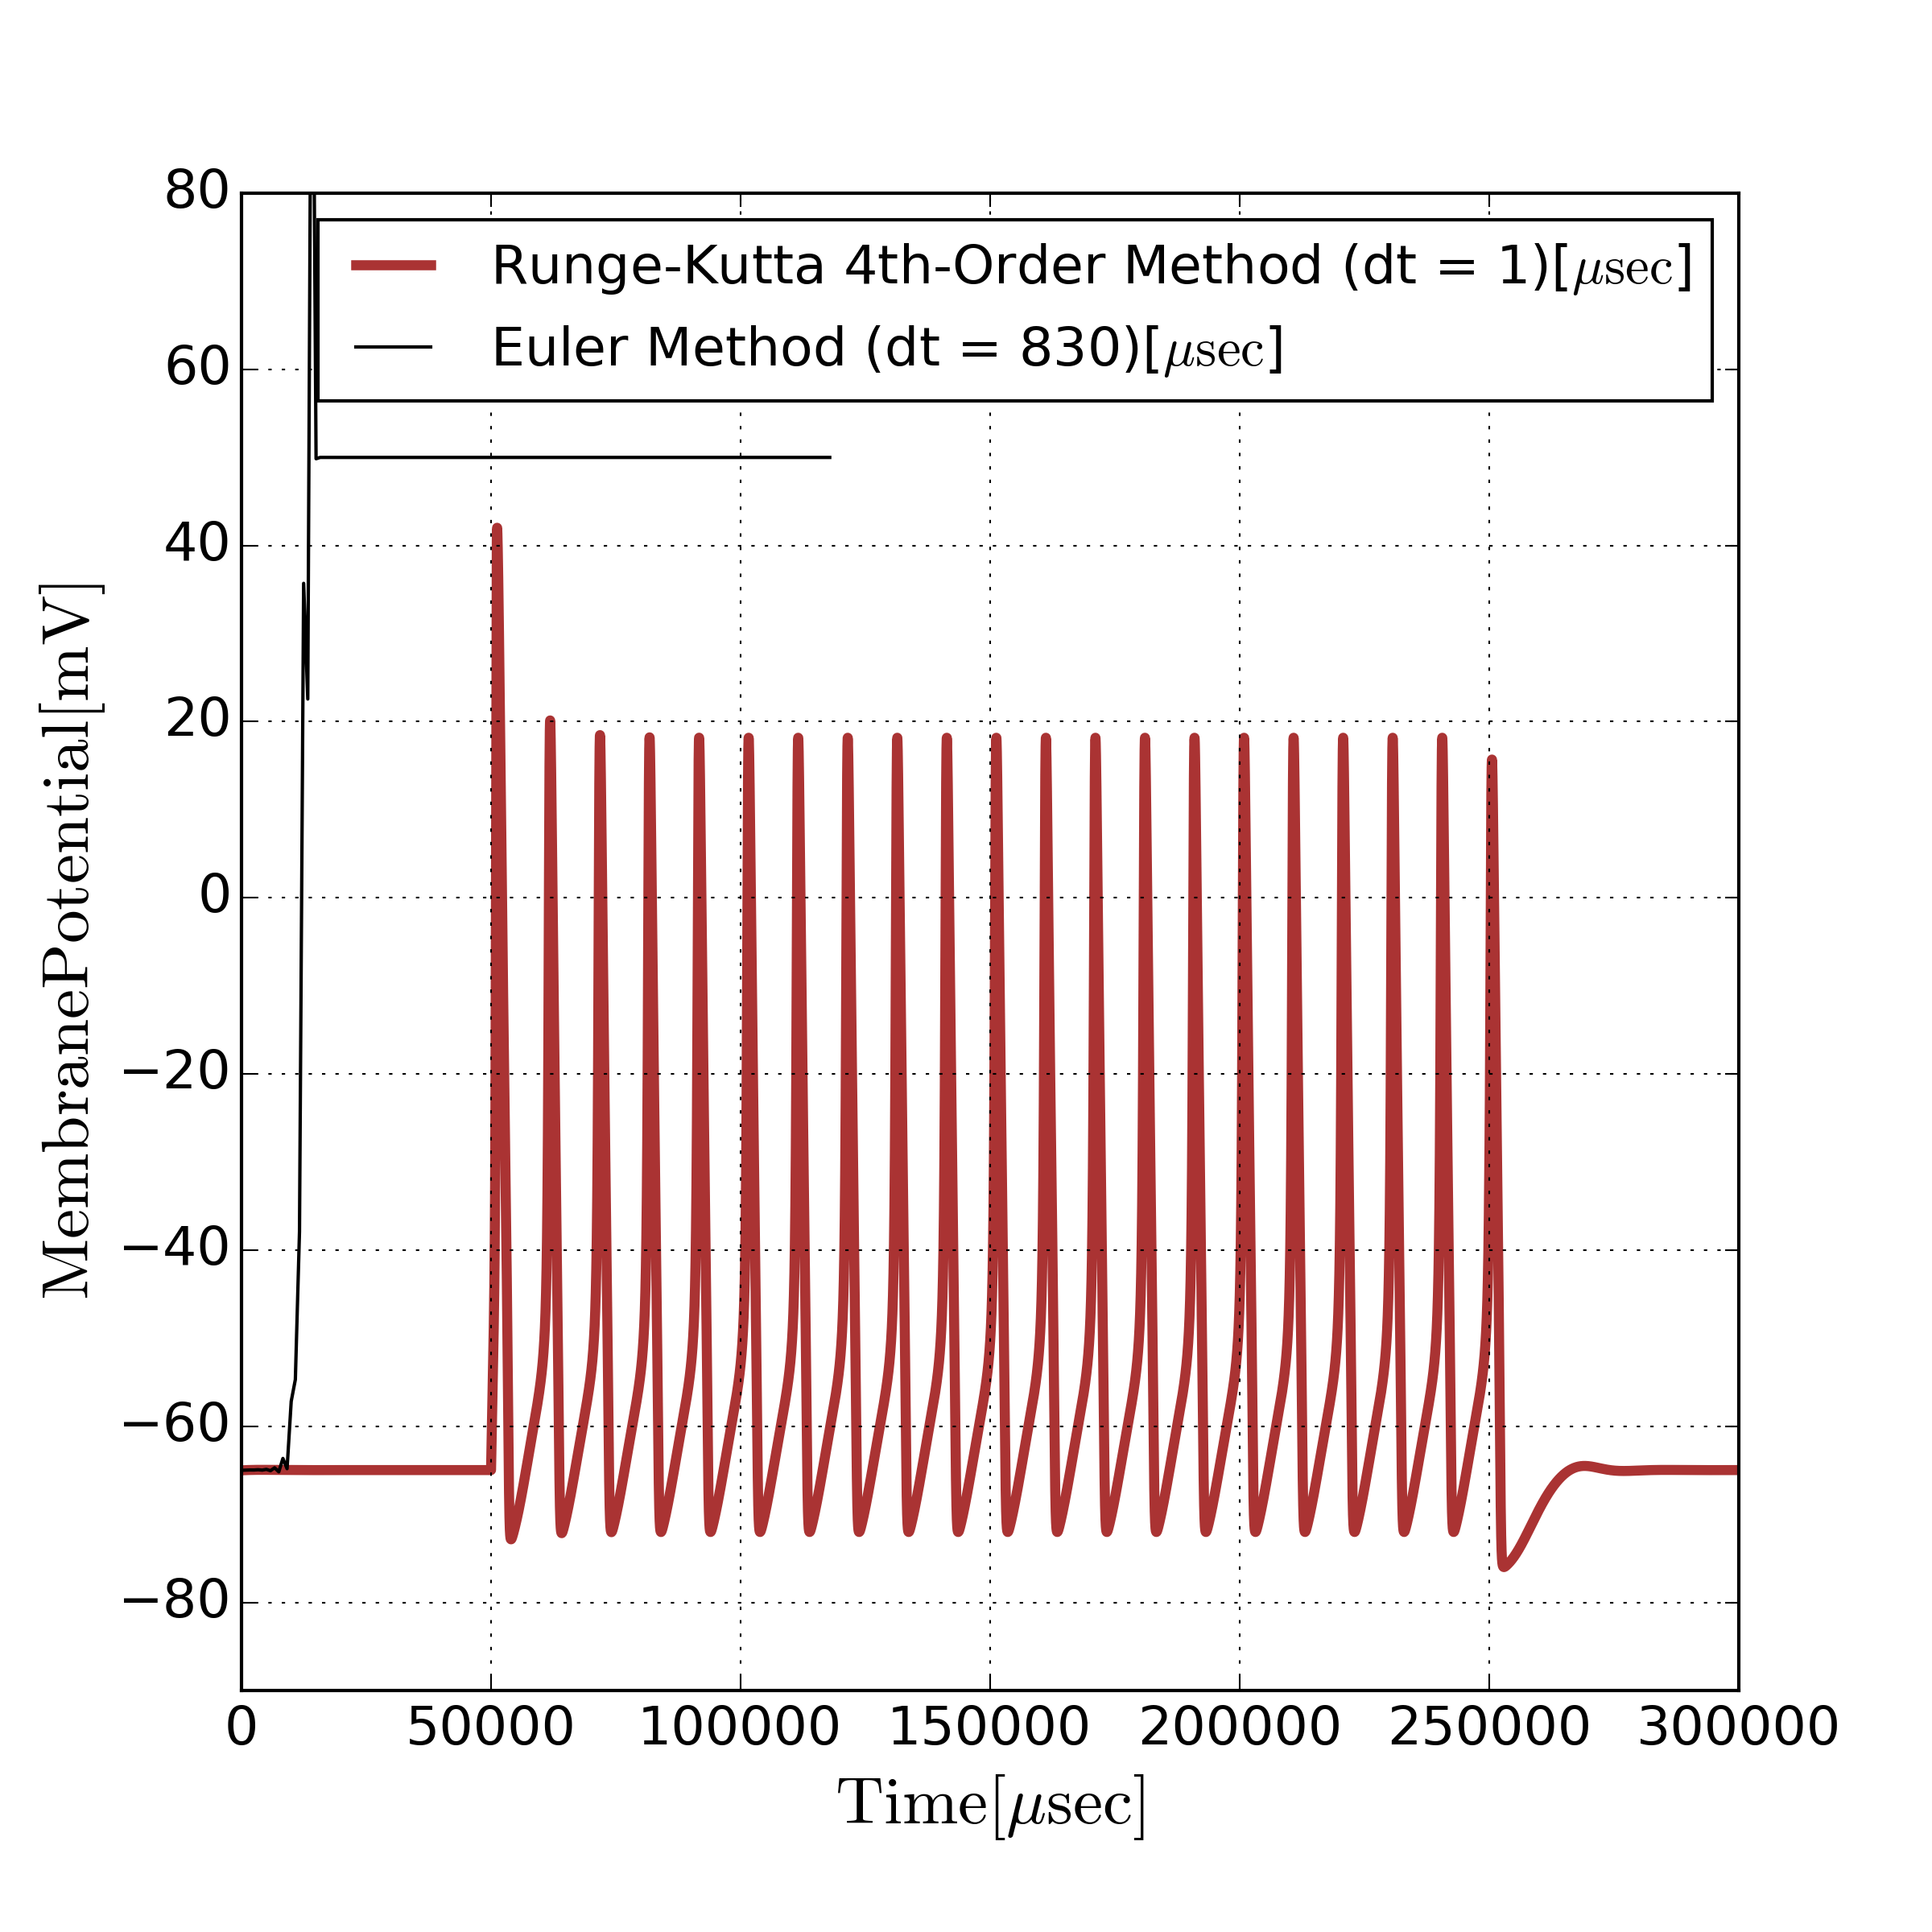 80
60
40
20
0
−20
−40
−60
−80
MembranePotential[mV]
Runge-Kutta 4th-Order Method (dt = 1)[μsec]
Euler Method (dt = 830)[μsec]
0 50000 100000 150000 200000 250000 300000
Time[μsec]